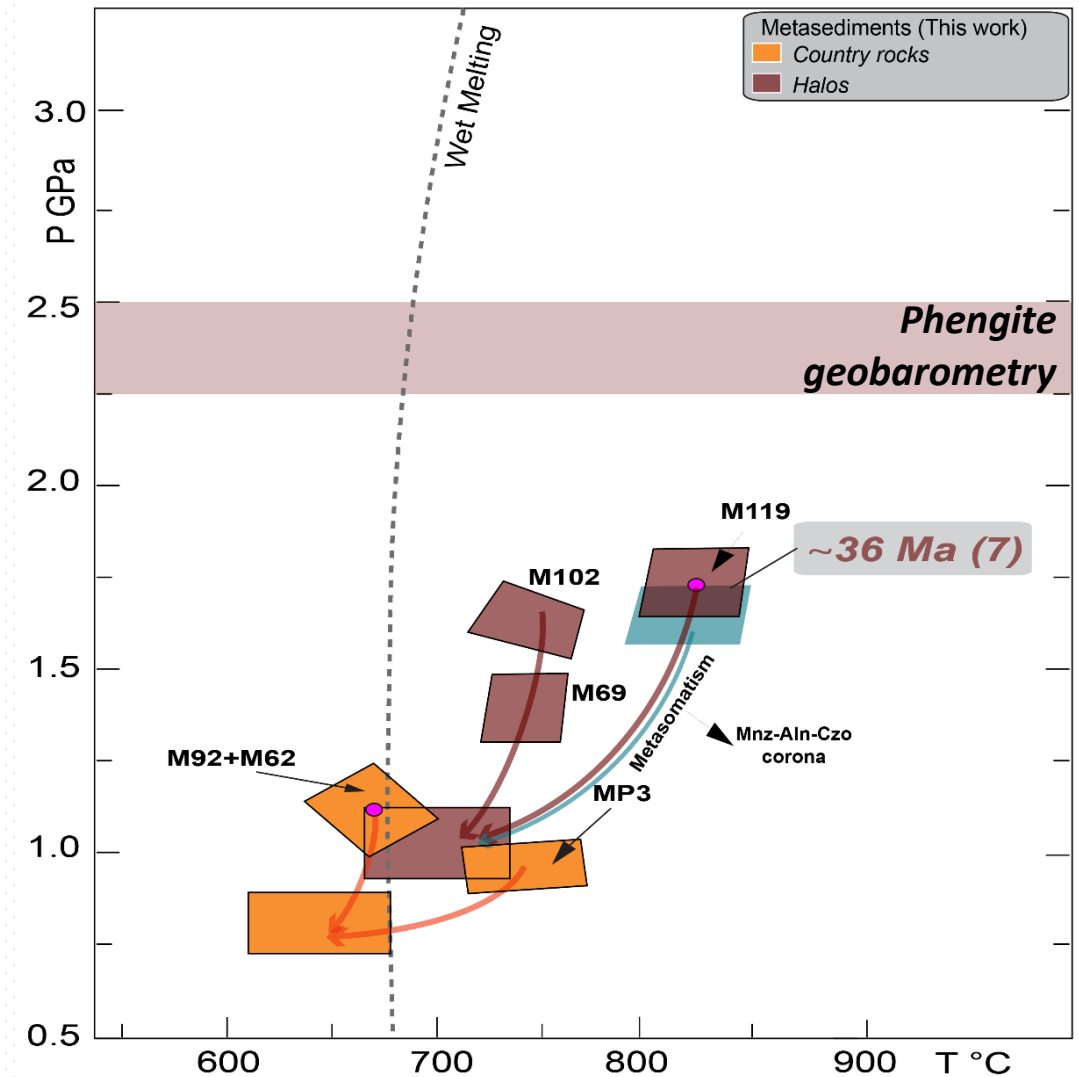 Metasediments (This work)
Country rocks
Halos
Wet Melting
3.0
P GPa
2.5
Phengite
geobarometry
2.0
M119
~36 Ma (7)
M102
1.5
M69
Metasomatism
Mnz-Aln-Czo
corona
M92+M62
MP3
1.0
0.5
600
700
800
900
T °C